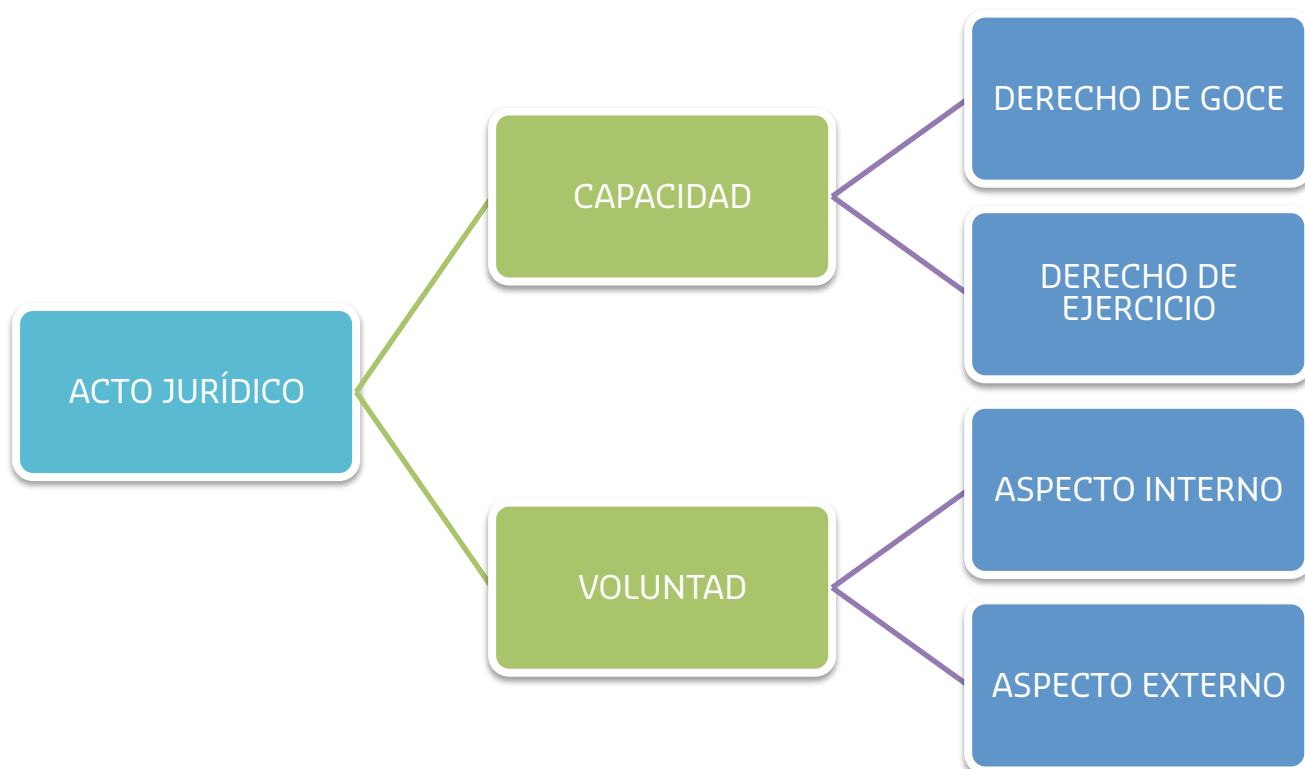 ACTO JURÍDICO
CAPACIDAD
DERECHO DE GOCE
DERECHO DE
EJERCICIO
VOLUNTAD
ASPECTO INTERNO
ASPECTO EXTERNO